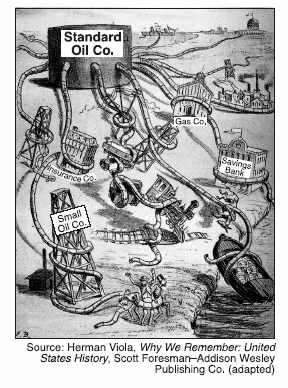 Standard
Oil Co.
Gas Co.
Insurance Co.
Savings
Bank
Small
Oil Co.
J.B.
Source: Herman Viola, Why We Remember: United
States History, Scott Foresman–Addison Wesley
Publishing Co. (adapted)